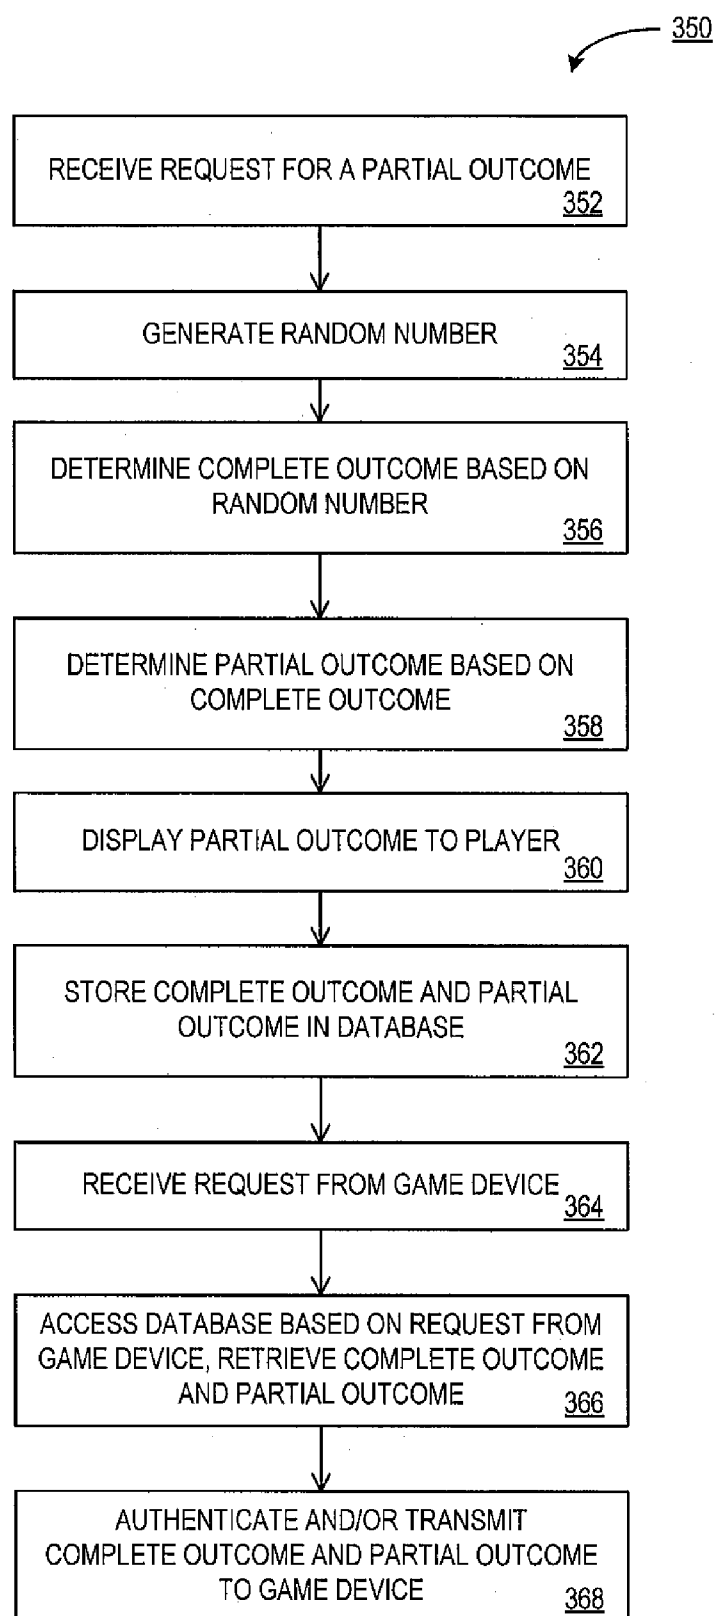 350
RECEIVE REQUEST FOR A PARTIAL OUTCOME
352
GENERATE RANDOM NUMBER
354
DETERMINE COMPLETE OUTCOME BASED ON
RANDOM NUMBER
356
DETERMINE PARTIAL OUTCOME BASED ON
COMPLETE OUTCOME
358
DISPLAY PARTIAL OUTCOME TO PLAYER
360
STORE COMPLETE OUTCOME AND PARTIAL
OUTCOME IN DATABASE
362
RECEIVE REQUEST FROM GAME DEVICE
364
ACCESS DATABASE BASED ON REQUEST FROM
GAME DEVICE, RETRIEVE COMPLETE OUTCOME
AND PARTIAL OUTCOME
366
AUTHENTICATE AND/OR TRANSMIT
COMPLETE OUTCOME AND PARTIAL OUTCOME
TO GAME DEVICE
368